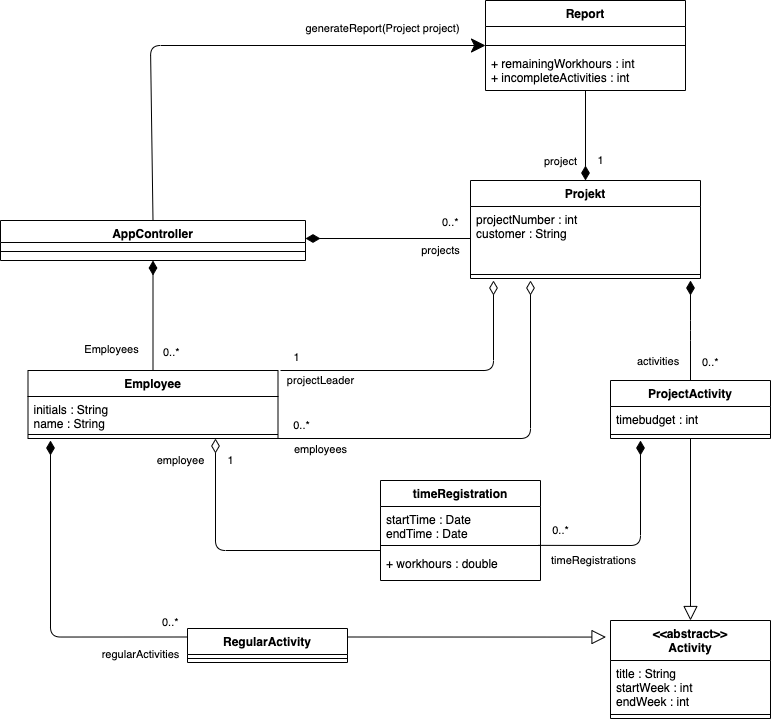 Report
generateReport(Project project)
+ remainingWorkhours : int
+ incompleteActivities : int
project
1
Projekt
projectNumber : int
customer : String
AppController
0..*
projects
Employees
0..*
1
projectLeader
activities
0..*
Employee
initials : String
name : String
ProjectActivity
timebudget : int
0..*
employees
employee
1
timeRegistration
startTime : Date
endTime : Date
+ workhours : double
0..*
timeRegistrations
0..*
regularActivities
RegularActivity
<<abstract>>
Activity
title : String
startWeek : int
endWeek : int